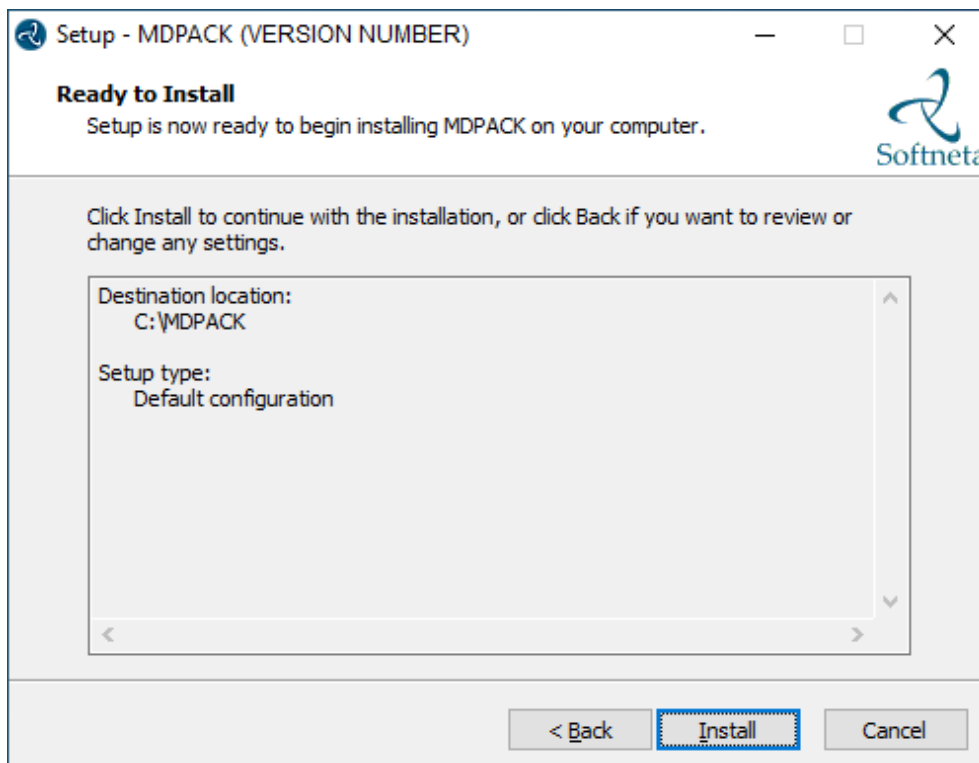 Setup - MDPACK (VERSION NUMBER)
Ready to Install
Setup is now ready to begin installing MDPACK on your computer.
Softneta
Click Install to continue with the installation, or click Back if you want to review or
change any settings.
Destination location:
C:\MDPACK
Setup type:
Default configuration
< Back Install Cancel